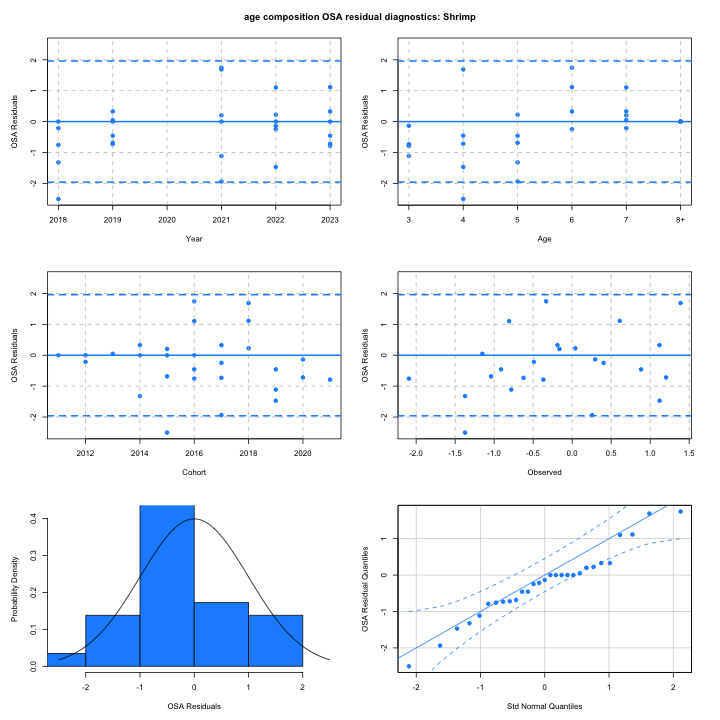 age composition OSA residual diagnostics: Shrimp
OSA Residuals
2
1
0
-1
-2
2018 2019 2020 2021 2022 2023
Year
OSA Residuals
2
1
0
-1
-2
3 4 5 6 7 8+
Age
OSA Residuals
2
1
0
-1
-2
2012 2014 2016 2018 2020
Cohort
OSA Residuals
2
1
0
-1
-2
-2.0 -1.5 -1.0 -0.5 0.0 0.5 1.0 1.5
Observed
Probability Density
0.4
0.3
0.2
0.1
0.0
-2 -1 0 1 2
OSA Residuals
OSA Residual Quantiles
1
0
-1
-2
-2 -1 0 1 2
Std Normal Quantiles